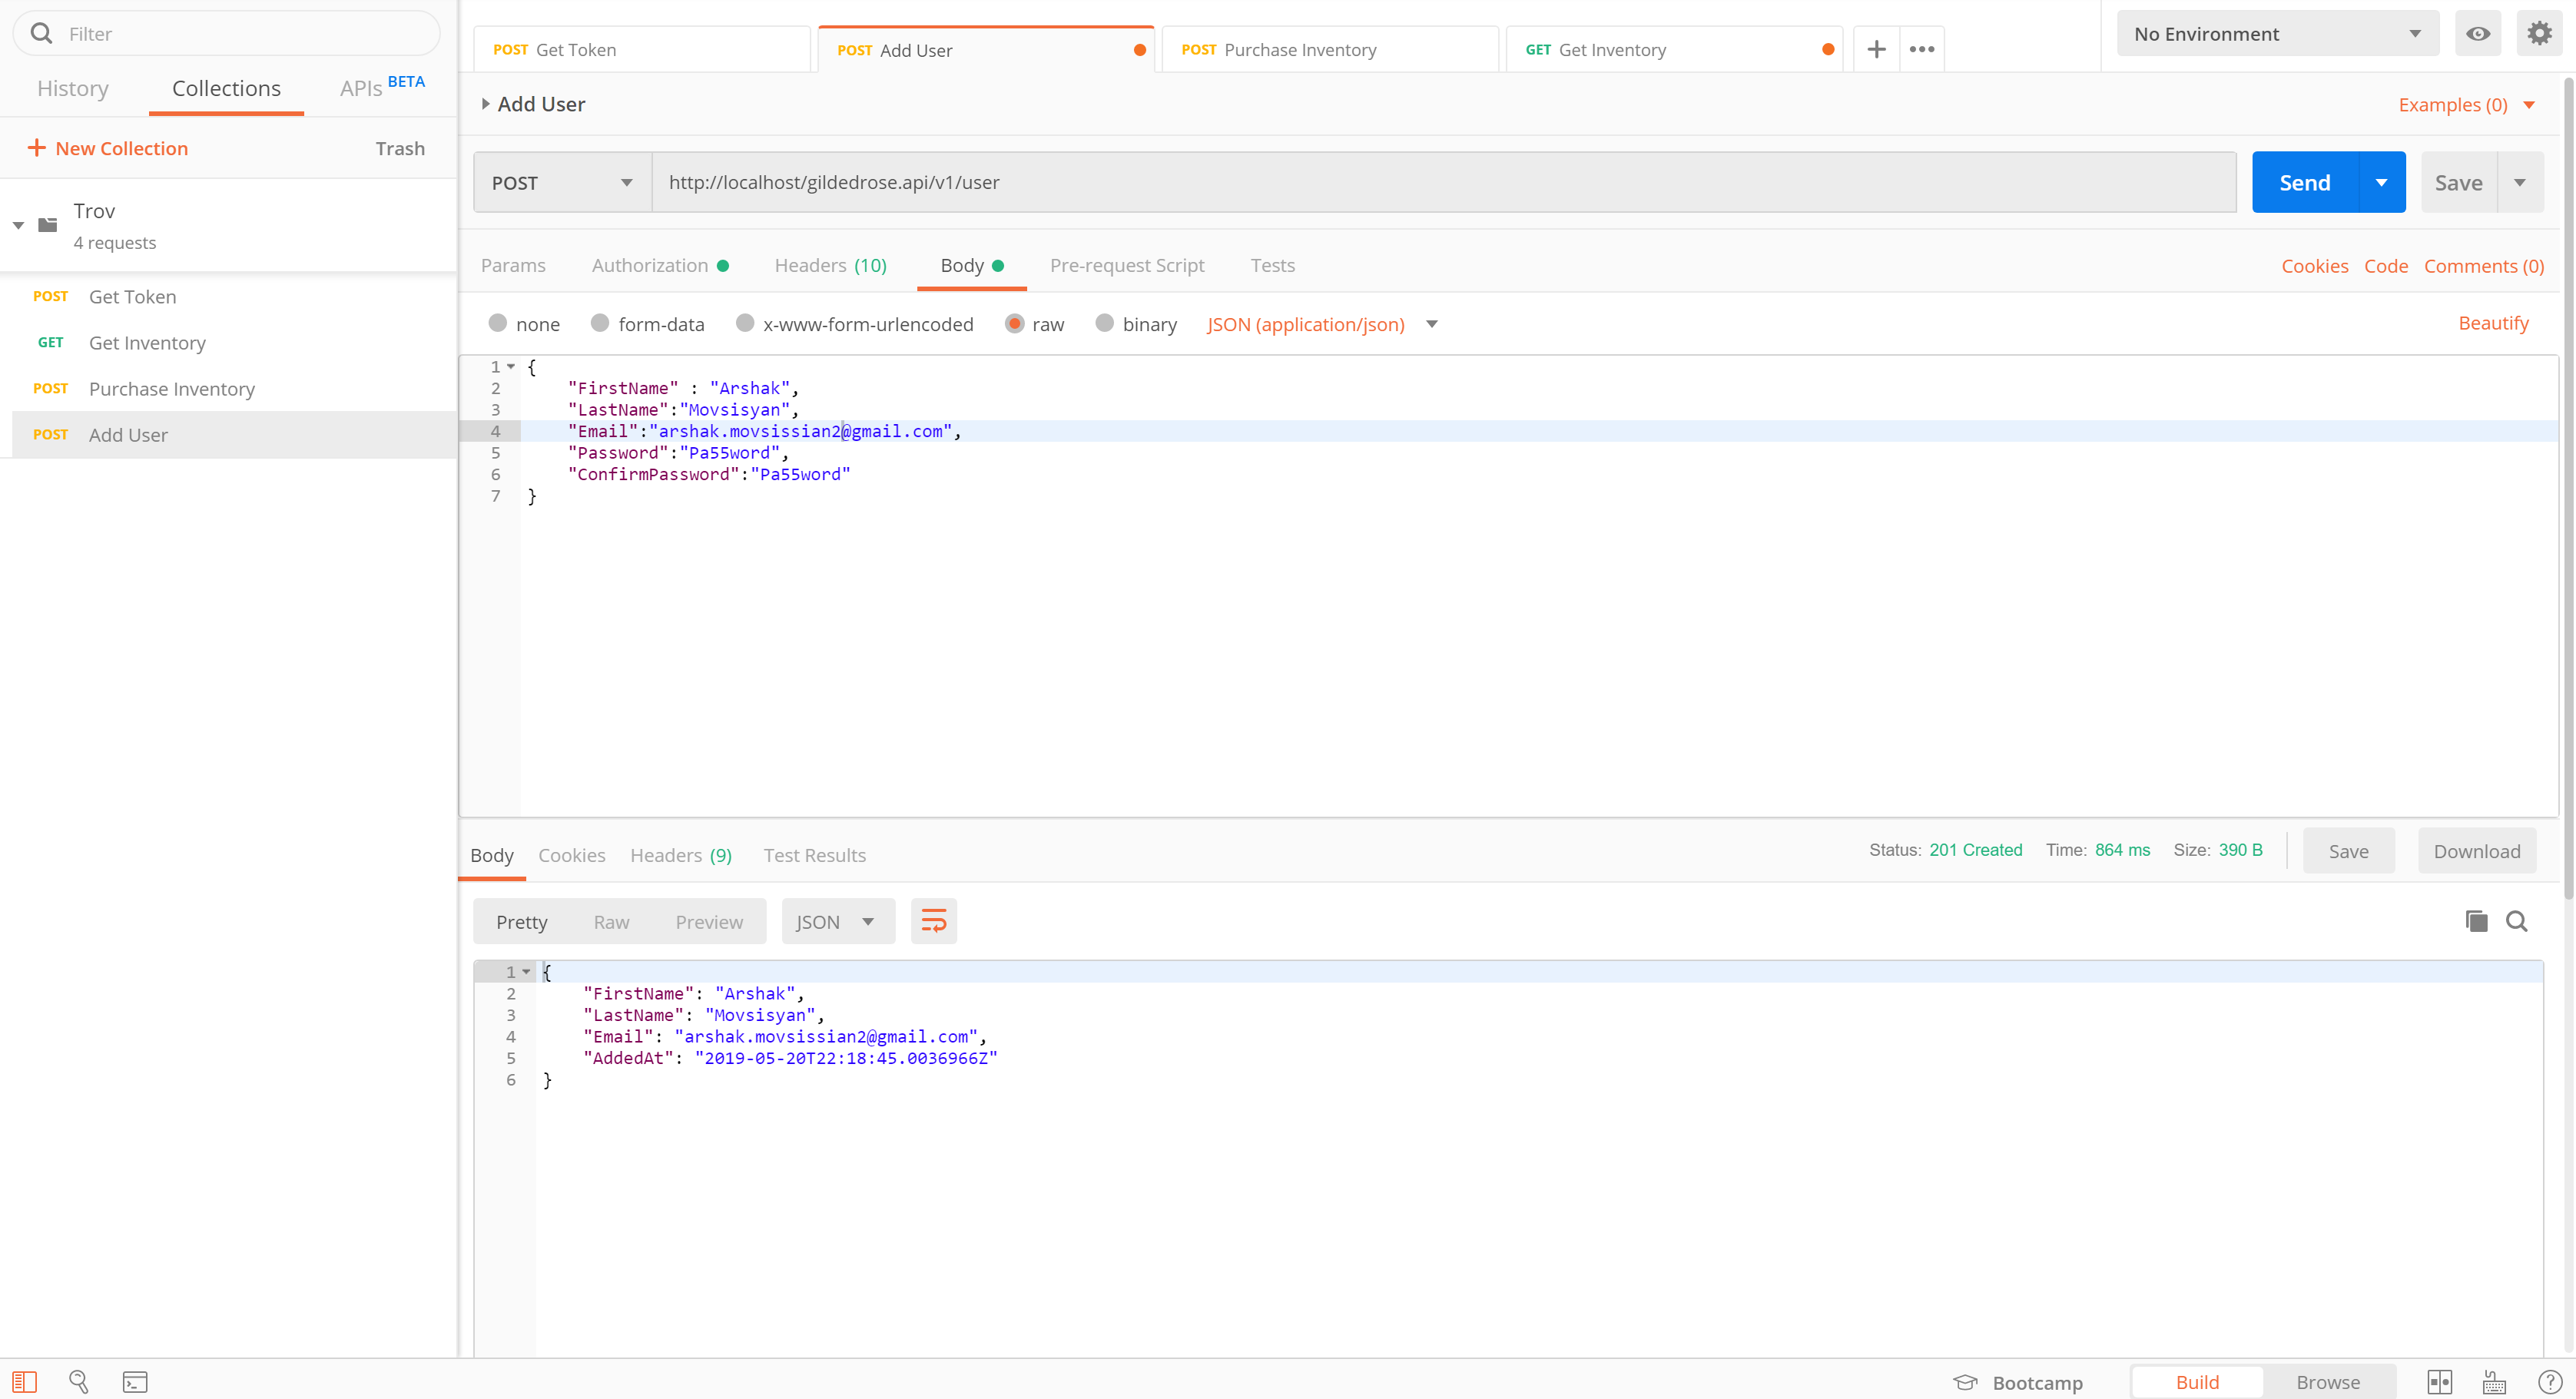 Filter
History Collections APIs BETA
+ New Collection Trash
Trov
4 requests
POST Get Token
GET Get Inventory
POST Purchase Inventory
POST Add User
POST Get Token POST Add User POST Purchase Inventory GET Get Inventory + ••• No Environment
Add User Examples (0)
POST http://localhost/gildedrose.api/v1/user Send Save
Params Authorization Headers (10) Body Pre-request Script Tests Cookies Code Comments (0)
none form-data x-www-form-urlencoded raw binary JSON (application/json) Beautify
1 {
2 "FirstName" : "Arshak",
3 "LastName":"Movsisyan",
4 "Email":"arshak.movsissian2@gmail.com",
5 "Password":"Pa55word",
6 "ConfirmPassword":"Pa55word"
7 }
Body Cookies Headers (9) Test Results Status: 201 Created Time: 864 ms Size: 390 B Save Download
Pretty Raw Preview JSON
1 {
2 "FirstName": "Arshak",
3 "LastName": "Movsisyan",
4 "Email": "arshak.movsissian2@gmail.com",
5 "AddedAt": "2019-05-20T22:18:45.0036966Z"
6 }
Bootcamp Build Browse ?